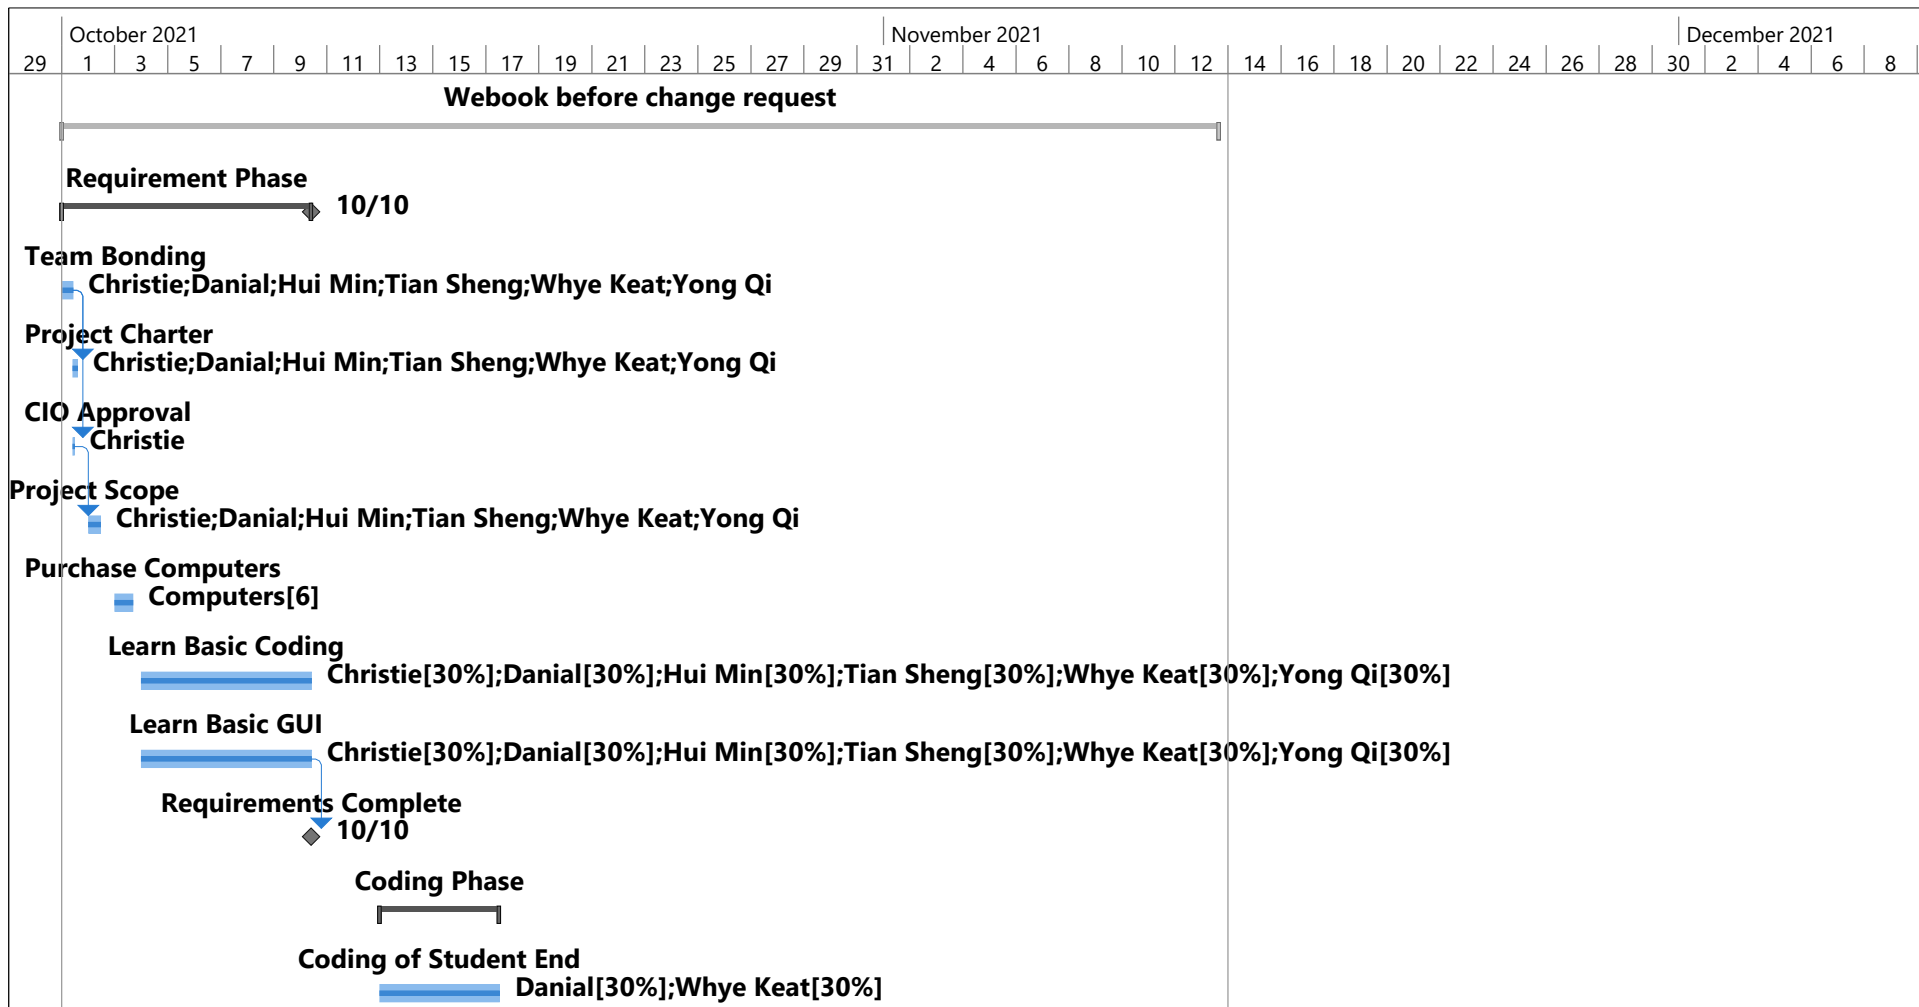 October 2021 November 2021 December 2021
29 1 3 5 7 9 11 13 15 17 19 21 23 25 27 29 31 2 4 6 8 10 12 14 16 18 20 22 24 26 28 30 2 4 6 8
Webook before change request
Requirement Phase
10/10
Team Bonding
Christie;Danial;Hui Min;Tian Sheng;Whye Keat;Yong Qi
Project Charter
Christie;Danial;Hui Min;Tian Sheng;Whye Keat;Yong Qi
CIO Approval
Christie
Project Scope
Christie;Danial;Hui Min;Tian Sheng;Whye Keat;Yong Qi
Purchase Computers
Computers[6]
Learn Basic Coding
Christie[30%];Danial[30%];Hui Min[30%];Tian Sheng[30%];Whye Keat[30%];Yong Qi[30%]
Learn Basic GUI
Christie[30%];Danial[30%];Hui Min[30%];Tian Sheng[30%];Whye Keat[30%];Yong Qi[30%]
Requirements Complete
10/10
Coding Phase
Coding of Student End
Danial[30%];Whye Keat[30%]